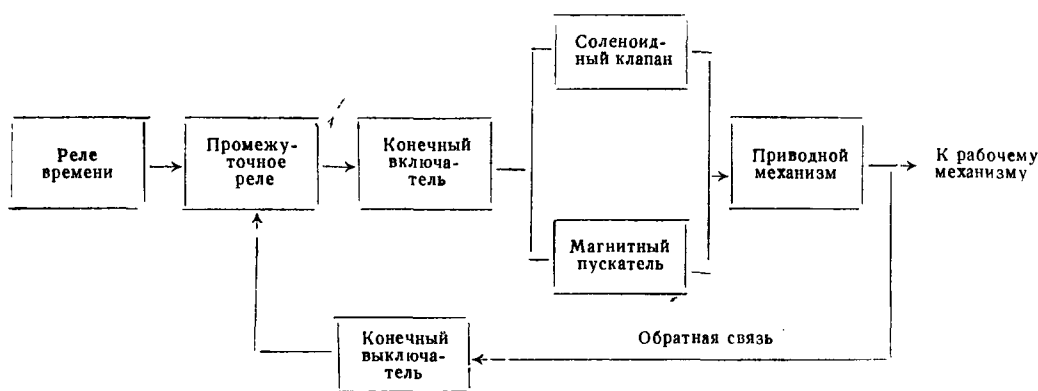 Соленоид-
ный клапан
Реле
времени
Промежу-
точное
реле
Конечный
включа-
тель
Приводной
механизм
К рабочему
механизму
Магнитный
пускатель
Обратная связь
Конечный
выключа-
тель